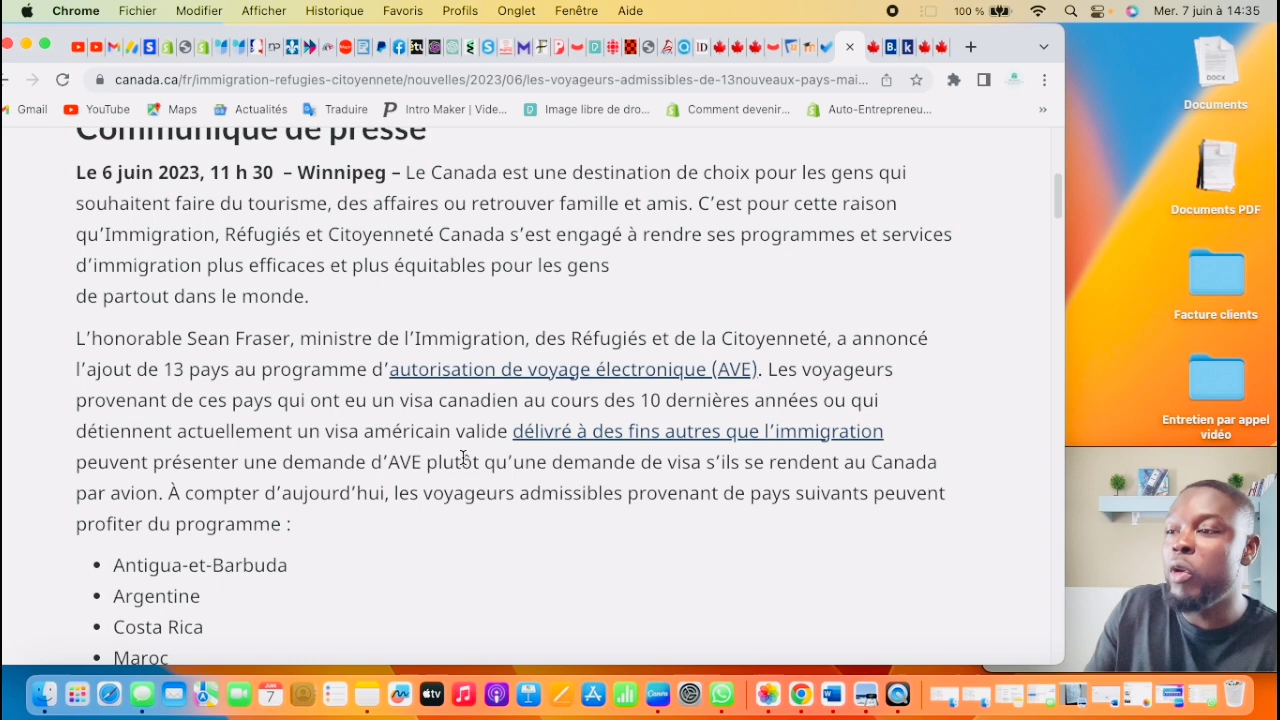 Chrome Fichier Modifier Afficher Historique Favoris Profils Onglet Fenêtre Aide 100 % Mer. 7 juin à 14:35
canada.ca/fr/immigration-refugies-citoyennete/nouvelles/2023/06/les-voyageurs-admissibles-de-13nouveaux-pays-mai...
Gmail YouTube Maps Actualités Traduire Intro Maker | Vide... Image libre de dro... Comment devenir... Auto-Entrepreneu... »
Communiqué de presse
Le 6 juin 2023, 11 h 30 – Winnipeg – Le Canada est une destination de choix pour les gens qui
souhaitent faire du tourisme, des affaires ou retrouver famille et amis. C’est pour cette raison
qu’Immigration, Réfugiés et Citoyenneté Canada s’est engagé à rendre ses programmes et services
d’immigration plus efficaces et plus équitables pour les gens
de partout dans le monde.
L’honorable Sean Fraser, ministre de l’Immigration, des Réfugiés et de la Citoyenneté, a annoncé
l’ajout de 13 pays au programme d’autorisation de voyage électronique (AVE). Les voyageurs
provenant de ces pays qui ont eu un visa canadien au cours des 10 dernières années ou qui
détiennent actuellement un visa américain valide délivré à des fins autres que l’immigration
peuvent présenter une demande d’AVE plutôt qu’une demande de visa s’ils se rendent au Canada
par avion. À compter d’aujourd’hui, les voyageurs admissibles provenant de pays suivants peuvent
profiter du programme :
• Antigua-et-Barbuda
• Argentine
• Costa Rica
• Maroc
DOCX
Documents
Documents PDF
Facture clients
Entretien par appel
vidéo
JUIN
7
tv
Canva